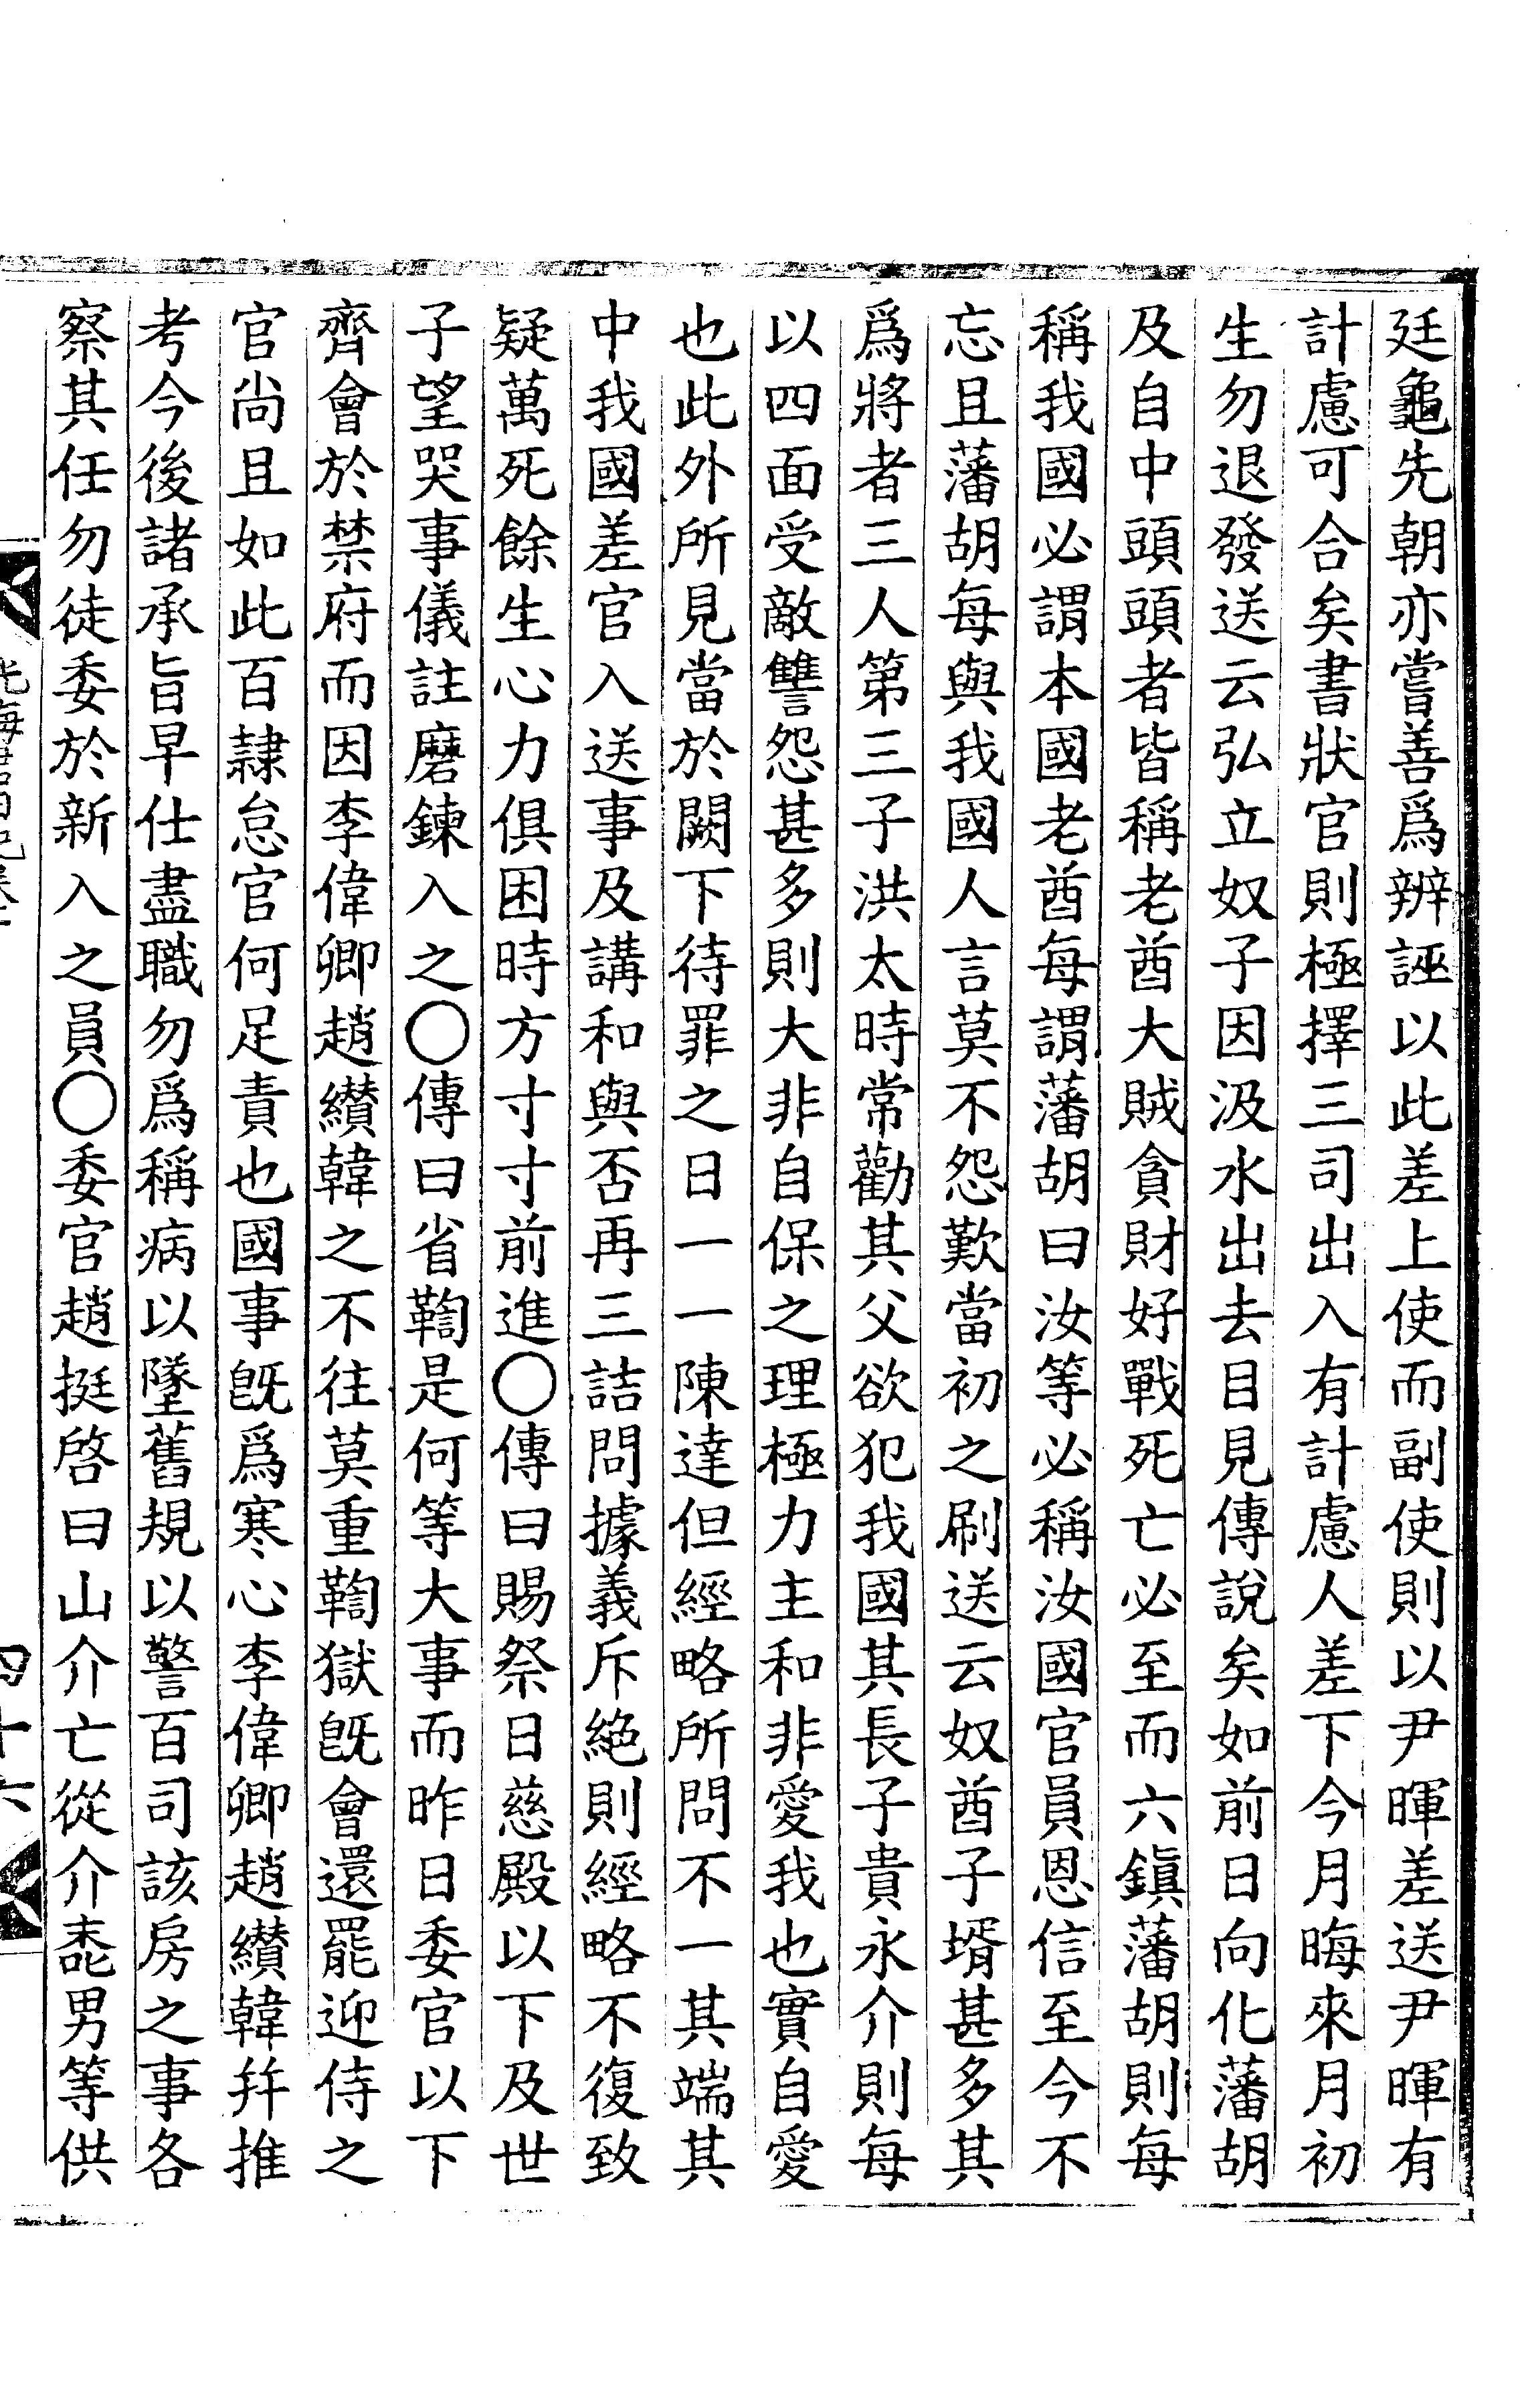 廷龜先朝亦嘗善爲辨誣以此差上使而副使則以尹暉差送尹暉有
計慮可合矣書狀官則極擇三司出入有計慮人差下今月晦來月初
生勿退發送云弘立奴子因汲水出去目見傳說矣如前日向化藩胡
及自中頭頭者皆稱老酋大賊貪財好戰死亡必至而六鎭藩胡則每
稱我國必謂本國老酋每謂藩胡曰汝等必稱汝國官員恩信至今不
忘且藩胡每與我國人言莫不怨歎當初之刷送云奴酋子壻甚多其
爲將者三人第三子洪太時常勸其父欲犯我國其長子貴永介則每
以四面受敵讐怨甚多則大非自保之理極力主和非愛我也實自愛
也此外所見當於闕下待罪之日一一陳達但經略所問不一其端其
中我國差官入送事及講和與否再三詰問據義斥絶則經略不復致
疑萬死餘生心力俱困時方寸寸前進○傳曰賜祭日慈殿以下及世
子望哭事儀註磨鍊入之○傳曰省鞫是何等大事而昨日委官以下
齊會於禁府而因李偉卿趙纘韓之不往莫重鞫獄旣會還罷迎侍之
官尙且如此百隷怠官何足責也國事旣爲寒心李偉卿趙纘韓幷推
考今後諸承旨早仕盡職勿爲稱病以墜舊規以警百司該房之事各
察其任勿徒委於新入之員○委官趙挺啓曰山介亡從介唜男等供
光海君日記卷
四十六